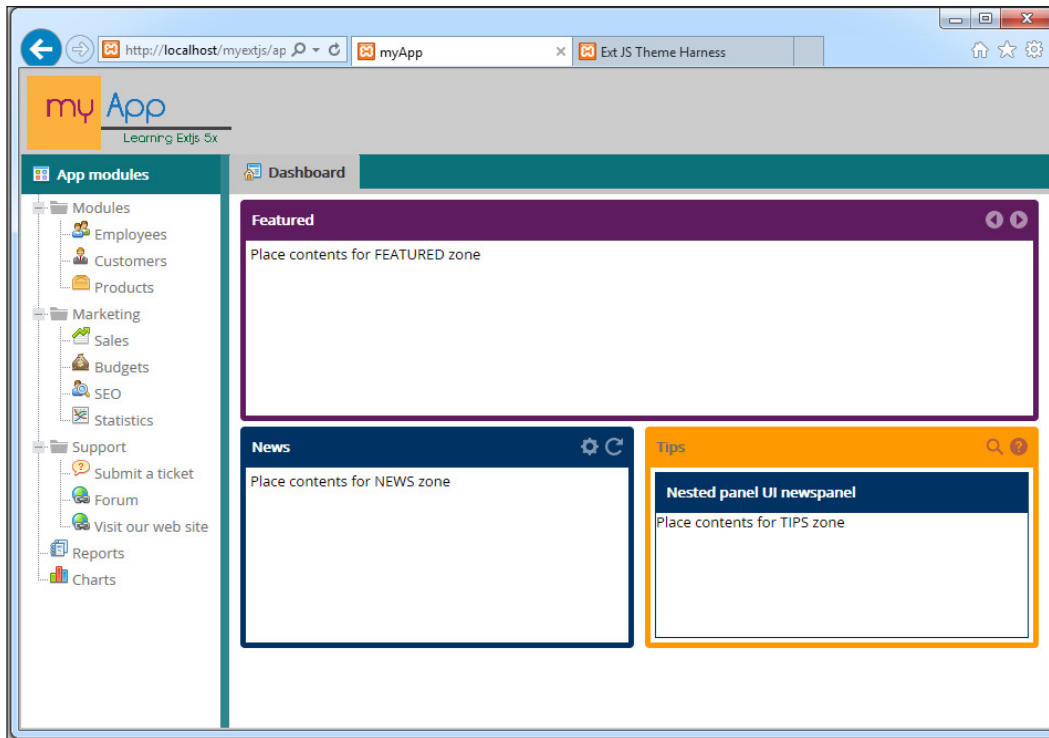 http://localhost/myextjs/ap
myApp
Ext JS Theme Harness
my App
Learning Extjs 5x
App modules
Dashboard
Modules
Employees
Customers
Products
Marketing
Sales
Budgets
SEO
Statistics
Support
Submit a ticket
Forum
Visit our web site
Reports
Charts
Featured
Place contents for FEATURED zone
News
Place contents for NEWS zone
Tips
Nested panel UI newspanel
Place contents for TIPS zone